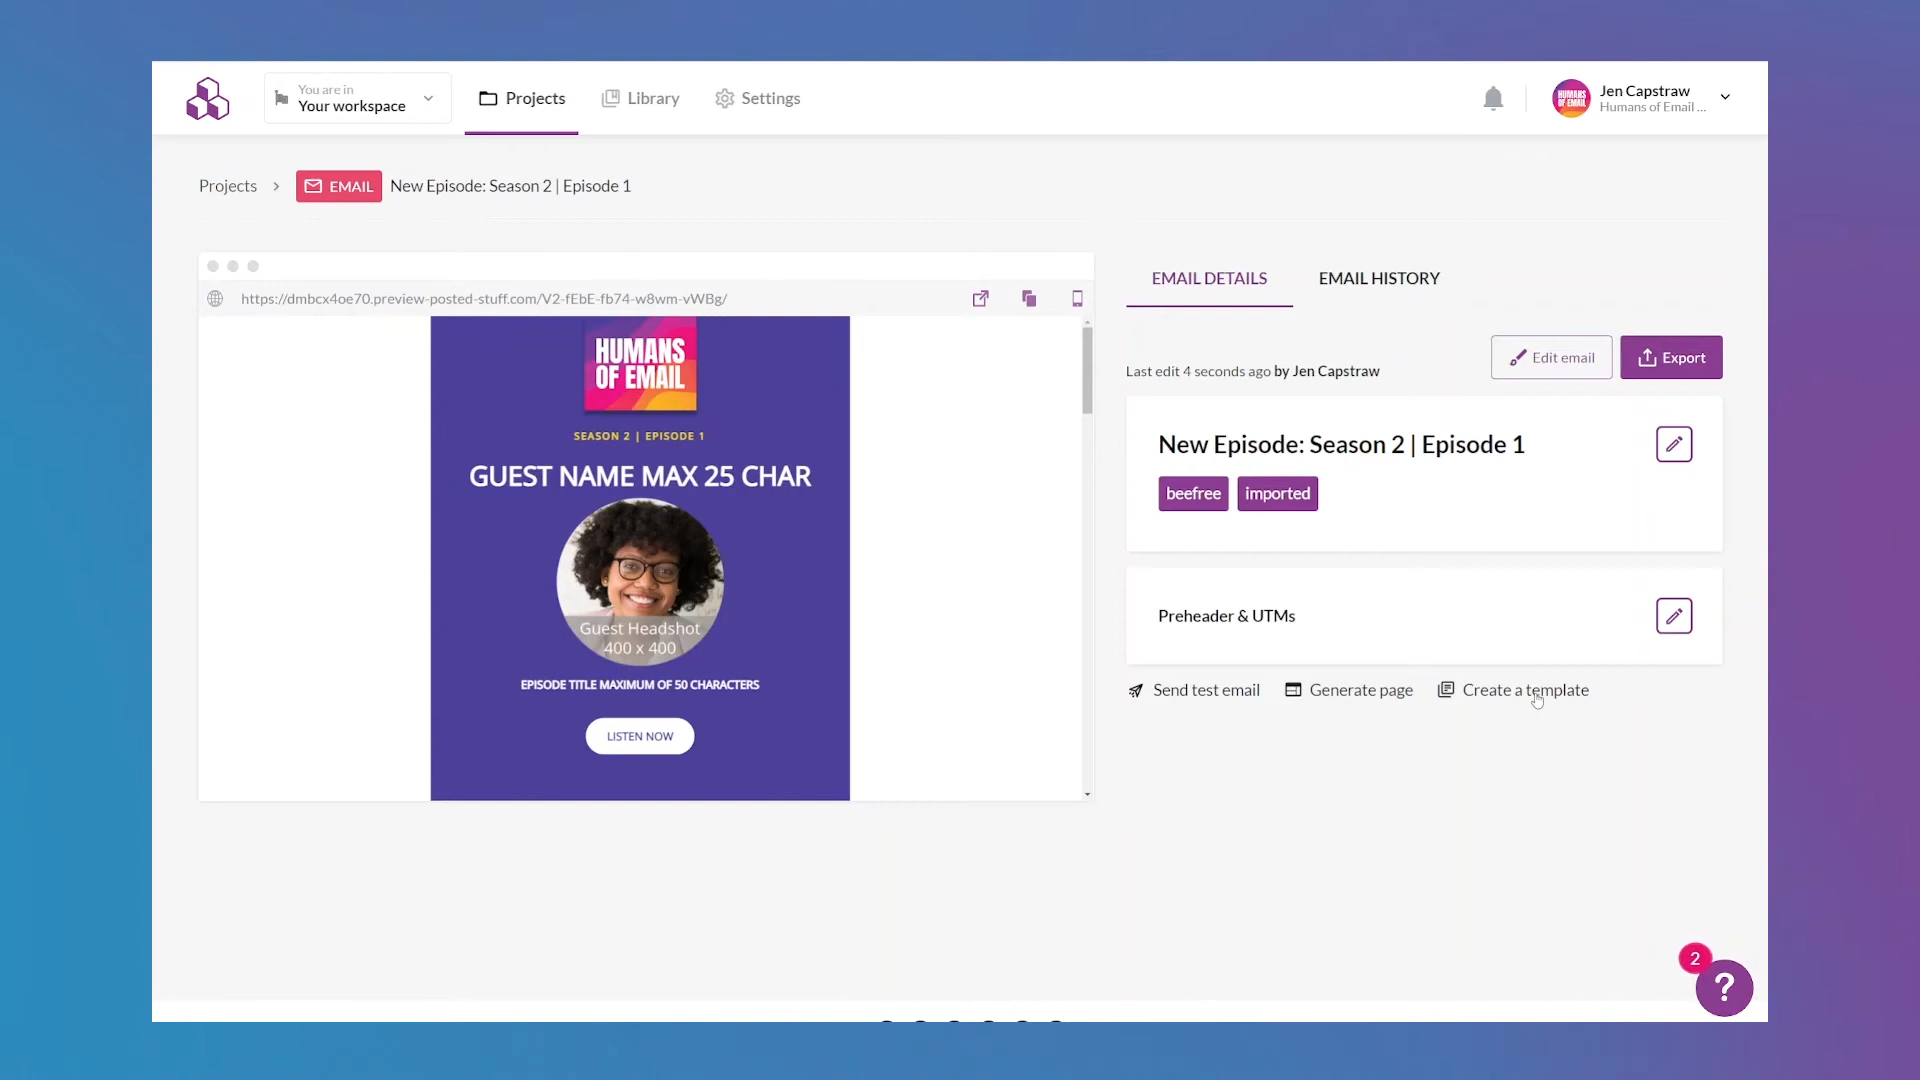 You are in
Your workspace
Projects
Library
Settings
HUMANS
OF EMAIL
Jen Capstraw
Humans of Email ...
Projects > EMAIL New Episode: Season 2 | Episode 1
https://dmbcx4oe70.preview-posted-stuff.com/V2-fEbE-fb74-w8wm-vWBg/
HUMANS
OF EMAIL
SEASON 2 | EPISODE 1
GUEST NAME MAX 25 CHAR
Guest Headshot
400 x 400
EPISODE TITLE MAXIMUM OF 50 CHARACTERS
LISTEN NOW
EMAIL DETAILS
EMAIL HISTORY
Last edit 4 seconds ago by Jen Capstraw
Edit email
Export
New Episode: Season 2 | Episode 1
beefree
imported
Preheader & UTMs
Send test email
Generate page
Create a template
2
?